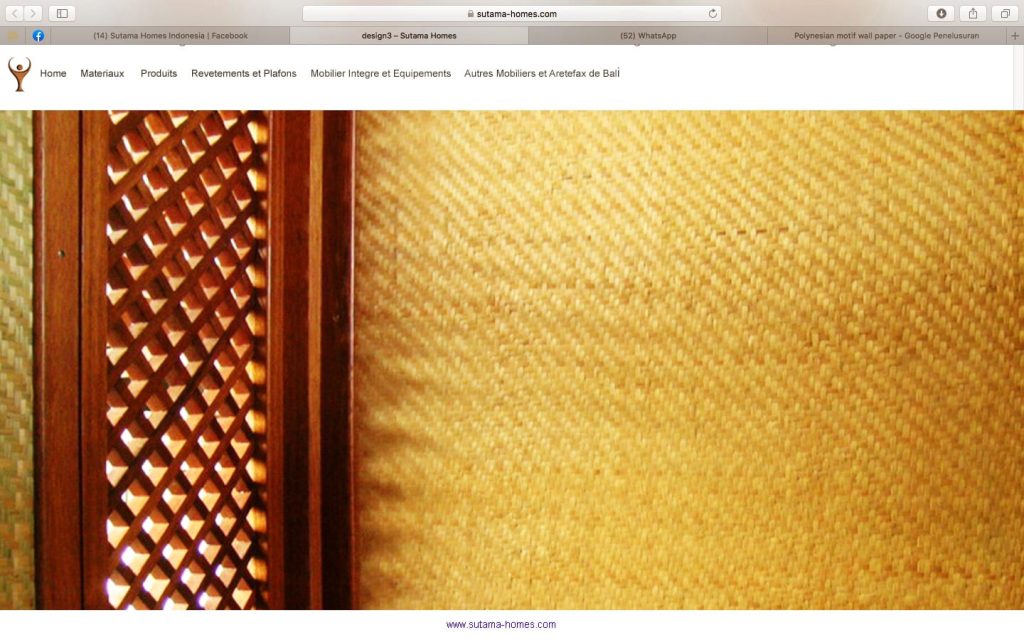 sutama-homes.com
(14) Sutama Homes Indonesia | Facebook
design3 – Sutama Homes
(52) WhatsApp
Polynesian motif wall paper - Google Penelusuran
Home Materiaux Produits Revetements et Plafons Mobilier Integre et Equipements Autres Mobiliers et Aretefax de Bali
www.sutama-homes.com